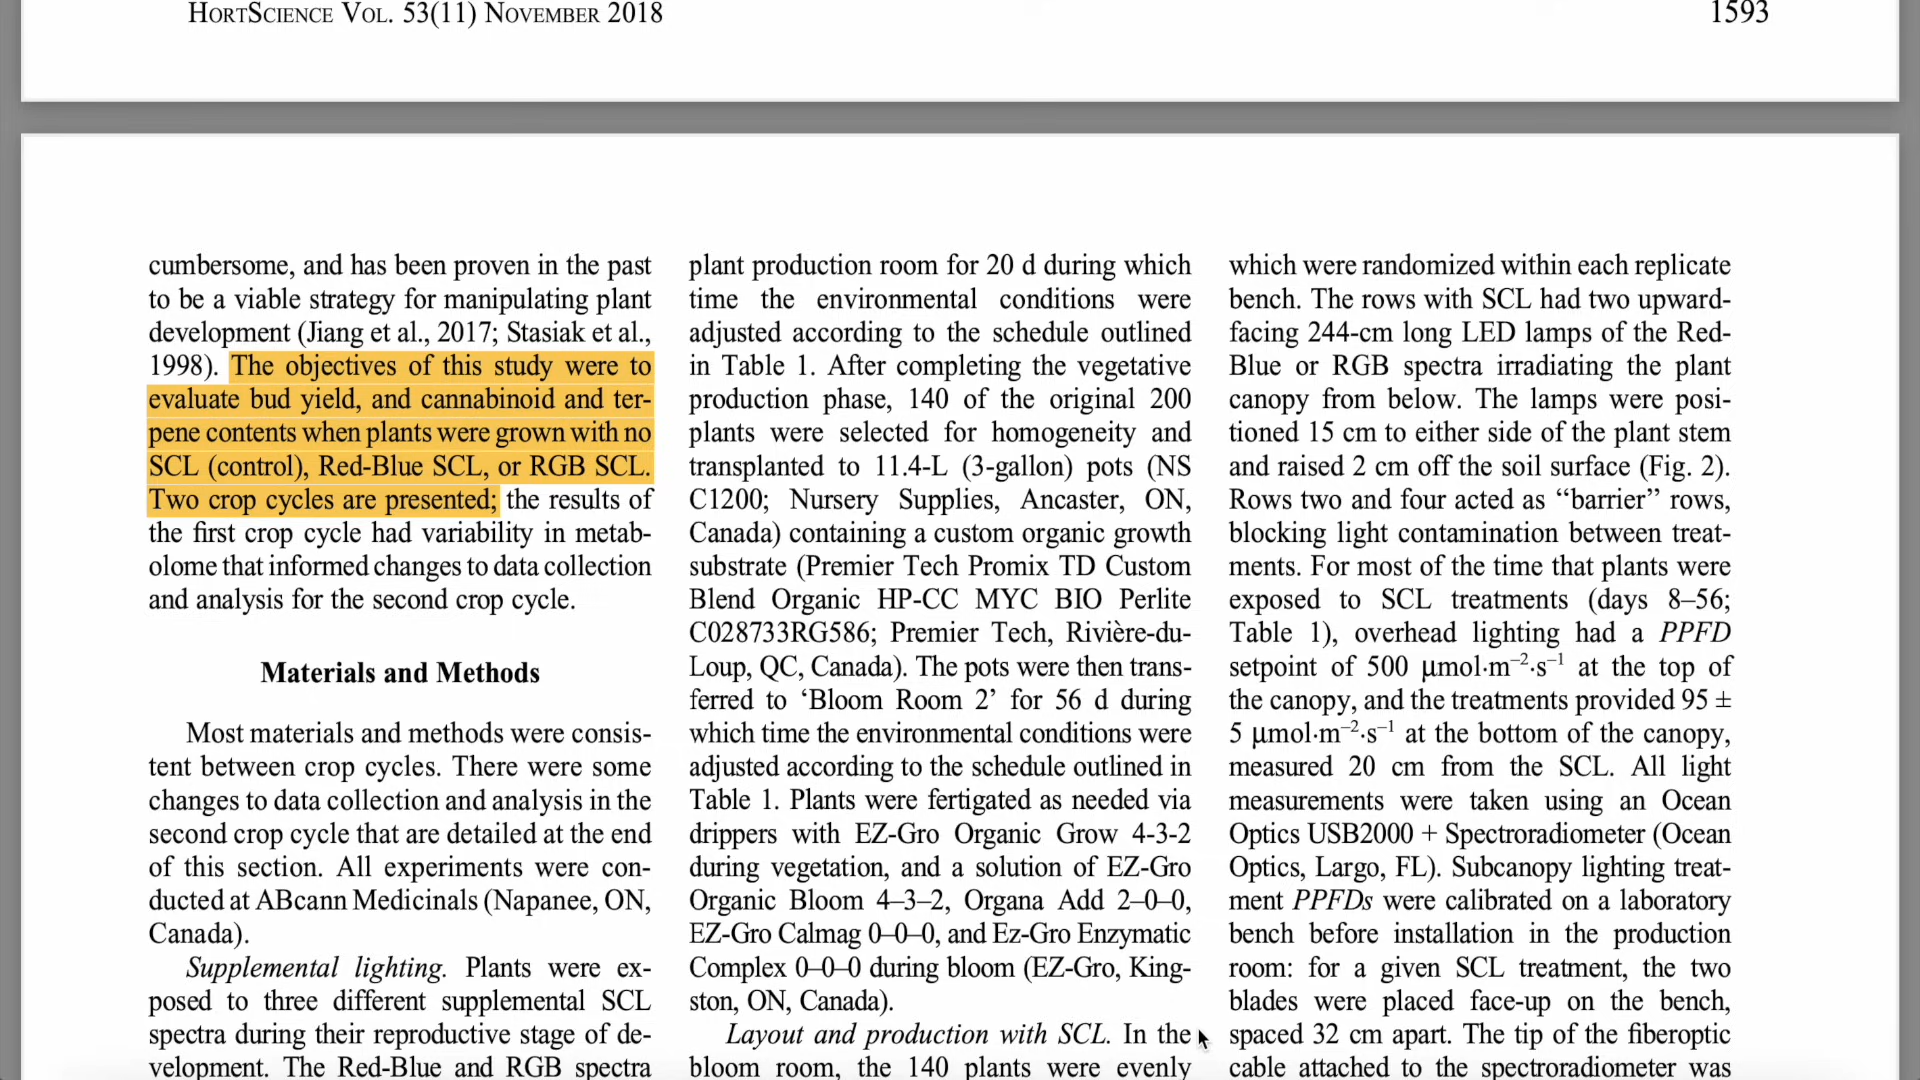 HORTSCIENCE VOL. 53(11) NOVEMBER 2018
1593
cumbersome, and has been proven in the past
to be a viable strategy for manipulating plant
development (Jiang et al., 2017; Stasiak et al.,
1998). The objectives of this study were to
evaluate bud yield, and cannabinoid and ter-
pene contents when plants were grown with no
SCL (control), Red-Blue SCL, or RGB SCL.
Two crop cycles are presented; the results of
the first crop cycle had variability in metab-
olome that informed changes to data collection
and analysis for the second crop cycle.
Materials and Methods
Most materials and methods were consis-
tent between crop cycles. There were some
changes to data collection and analysis in the
second crop cycle that are detailed at the end
of this section. All experiments were con-
ducted at ABcann Medicinals (Napanee, ON,
Canada).
Supplemental lighting. Plants were ex-
posed to three different supplemental SCL
spectra during their reproductive stage of de-
velopment. The Red-Blue and RGB spectra
plant production room for 20 d during which
time the environmental conditions were
adjusted according to the schedule outlined
in Table 1. After completing the vegetative
production phase, 140 of the original 200
plants were selected for homogeneity and
transplanted to 11.4-L (3-gallon) pots (NS
C1200; Nursery Supplies, Ancaster, ON,
Canada) containing a custom organic growth
substrate (Premier Tech Promix TD Custom
Blend Organic HP-CC MYC BIO Perlite
C028733RG586; Premier Tech, Rivière-du-
Loup, QC, Canada). The pots were then trans-
ferred to ‘Bloom Room 2’ for 56 d during
which time the environmental conditions were
adjusted according to the schedule outlined in
Table 1. Plants were fertigated as needed via
drippers with EZ-Gro Organic Grow 4-3-2
during vegetation, and a solution of EZ-Gro
Organic Bloom 4–3–2, Organa Add 2–0–0,
EZ-Gro Calmag 0–0–0, and Ez-Gro Enzymatic
Complex 0–0–0 during bloom (EZ-Gro, King-
ston, ON, Canada).
Layout and production with SCL. In the
bloom room, the 140 plants were evenly
which were randomized within each replicate
bench. The rows with SCL had two upward-
facing 244-cm long LED lamps of the Red-
Blue or RGB spectra irradiating the plant
canopy from below. The lamps were posi-
tioned 15 cm to either side of the plant stem
and raised 2 cm off the soil surface (Fig. 2).
Rows two and four acted as ‘‘barrier’’ rows,
blocking light contamination between treat-
ments. For most of the time that plants were
exposed to SCL treatments (days 8–56;
Table 1), overhead lighting had a PPFD
setpoint of 500 μmol·m⁻²·s⁻¹ at the top of
the canopy, and the treatments provided 95 ±
5 μmol·m⁻²·s⁻¹ at the bottom of the canopy,
measured 20 cm from the SCL. All light
measurements were taken using an Ocean
Optics USB2000 + Spectroradiometer (Ocean
Optics, Largo, FL). Subcanopy lighting treat-
ment PPFDs were calibrated on a laboratory
bench before installation in the production
room: for a given SCL treatment, the two
blades were placed face-up on the bench,
spaced 32 cm apart. The tip of the fiberoptic
cable attached to the spectroradiometer was